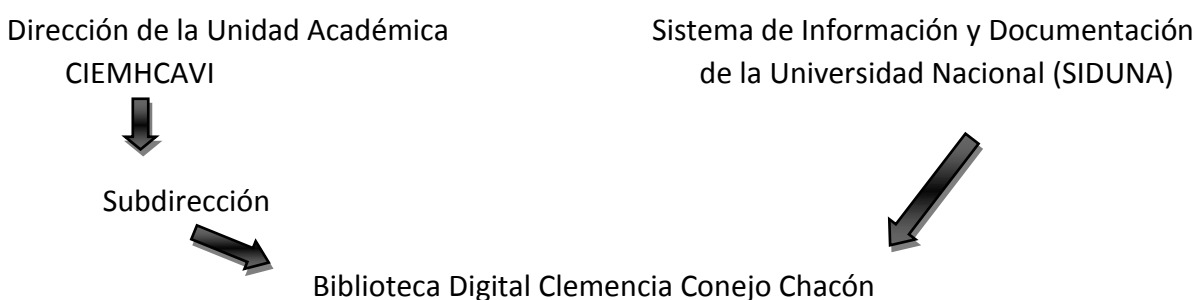 Dirección de la Unidad Académica
CIEMHCAVI
Sistema de Información y Documentación
de la Universidad Nacional (SIDUNA)
Subdirección
Biblioteca Digital Clemencia Conejo Chacón